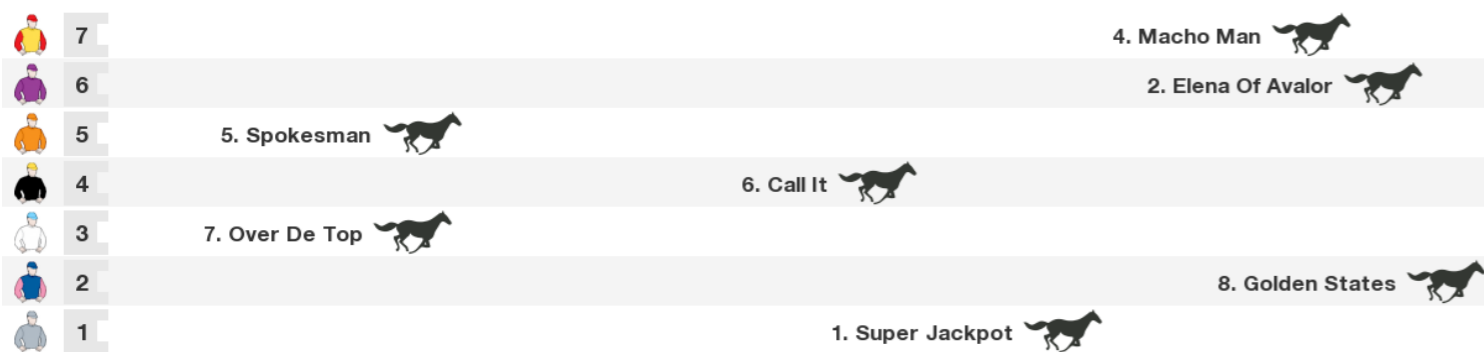 7 4. Macho Man
6 2. Elena Of Avalor
5 5. Spokesman
4 6. Call It
3 7. Over De Top
2 8. Golden States
1 1. Super Jackpot